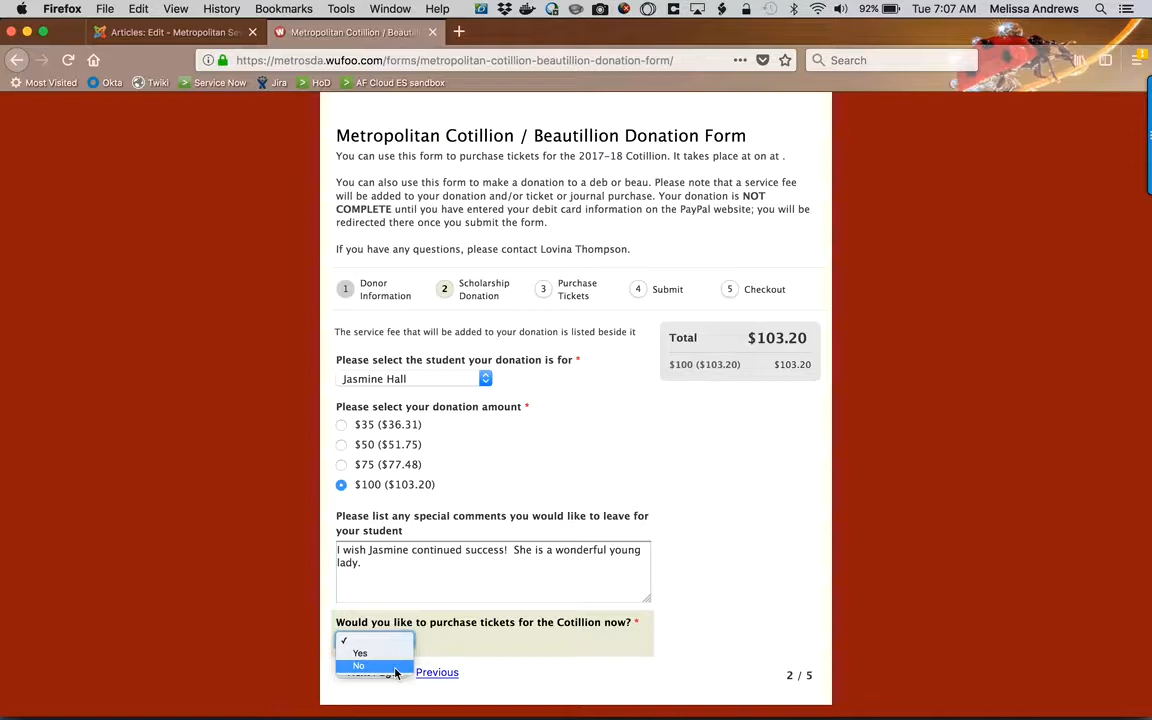 Firefox File Edit View History Bookmarks Tools Window Help 92% Tue 7:07 AM Melissa Andrews
Articles: Edit - Metropolitan Se
Metropolitan Cotillion / Beautil
https://metrosda.wufoo.com/forms/metropolitan-cotillion-beautillion-donation-form/
Search
Most Visited Okta Twiki Service Now Jira HoD AF Cloud ES sandbox
Metropolitan Cotillion / Beautillion Donation Form
You can use this form to purchase tickets for the 2017-18 Cotillion. It takes place at on at .
You can also use this form to make a donation to a deb or beau. Please note that a service fee
will be added to your donation and/or ticket or journal purchase. Your donation is NOT
COMPLETE until you have entered your debit card information on the PayPal website; you will be
redirected there once you submit the form.
If you have any questions, please contact Lovina Thompson.
1 Donor Information
2 Scholarship Donation
3 Purchase Tickets
4 Submit
5 Checkout
The service fee that will be added to your donation is listed beside it
Total $103.20
$100 ($103.20) $103.20
Please select the student your donation is for *
Jasmine Hall
Please select your donation amount *
$35 ($36.31)
$50 ($51.75)
$75 ($77.48)
$100 ($103.20)
Please list any special comments you would like to leave for
your student
I wish Jasmine continued success! She is a wonderful young
lady.
Would you like to purchase tickets for the Cotillion now? *
Yes
No
Previous
2 / 5